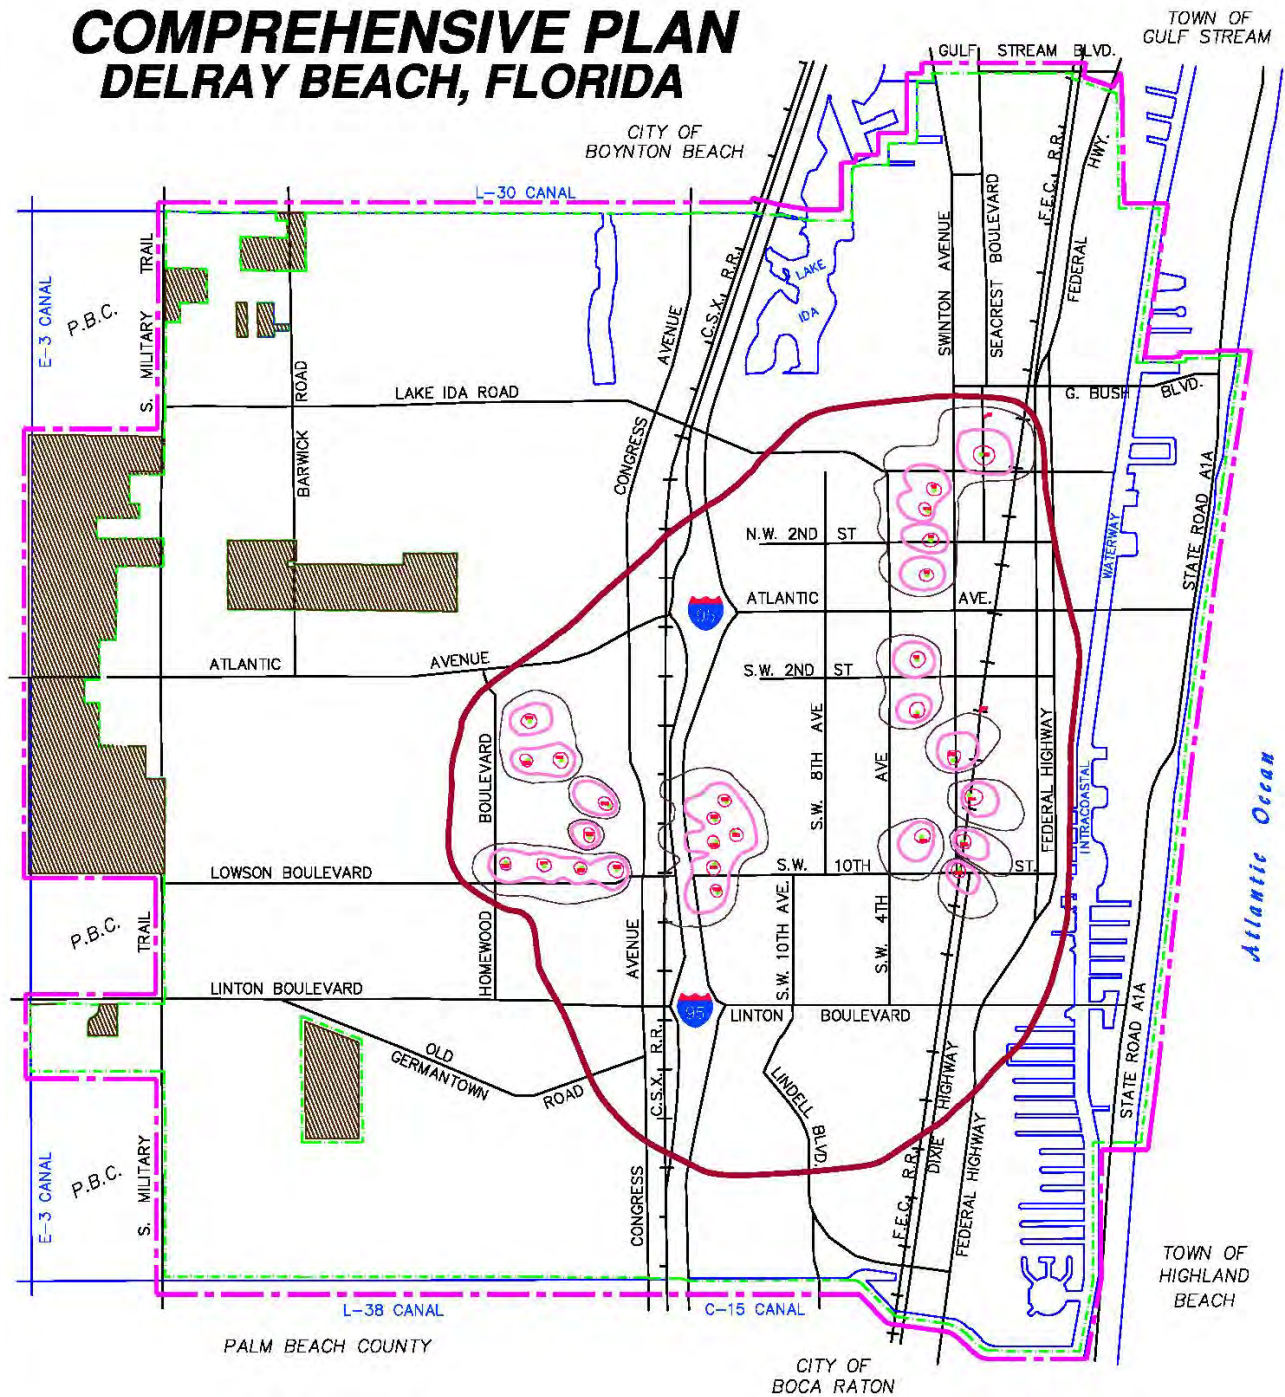 COMPREHENSIVE PLAN
DELRAY BEACH, FLORIDA
TOWN OF
GULF STREAM
GULF STREAM BLVD.
CITY OF
BOYNTON BEACH
L-30 CANAL
E-3 CANAL
P.B.C.
S. MILITARY TRAIL
BARWICK ROAD
LAKE IDA ROAD
CONGRESS AVENUE
C.S.X. R.R.
LAKE
IDA
SWINTON AVENUE
SEACREST BOULEVARD
F.E.C. R.R.
FEDERAL HWY.
G. BUSH BLVD.
N.W. 2ND ST
ATLANTIC AVE.
95
WATERWAY
STATE ROAD A1A
ATLANTIC AVENUE
S.W. 2ND ST
S.W. 8TH AVE
HOMEWOOD BOULEVARD
FEDERAL HIGHWAY
INTRACOASTAL
Atlantic Ocean
LOWSON BOULEVARD
S.W. 10TH ST.
P.B.C.
TRAIL
AVENUE
S.W. 10TH AVE.
S.W. 4TH AVE
LINTON BOULEVARD
95
LINTON BOULEVARD
OLD
GERMANTOWN
ROAD
C.S.X. R.R.
LINDELL BLVD.
DIXIE HIGHWAY
STATE ROAD A1A
E-3 CANAL
P.B.C.
S. MILITARY
CONGRESS
F.E.C. R.R.
FEDERAL HIGHWAY
TOWN OF
HIGHLAND
BEACH
L-38 CANAL
C-15 CANAL
PALM BEACH COUNTY
CITY OF
BOCA RATON